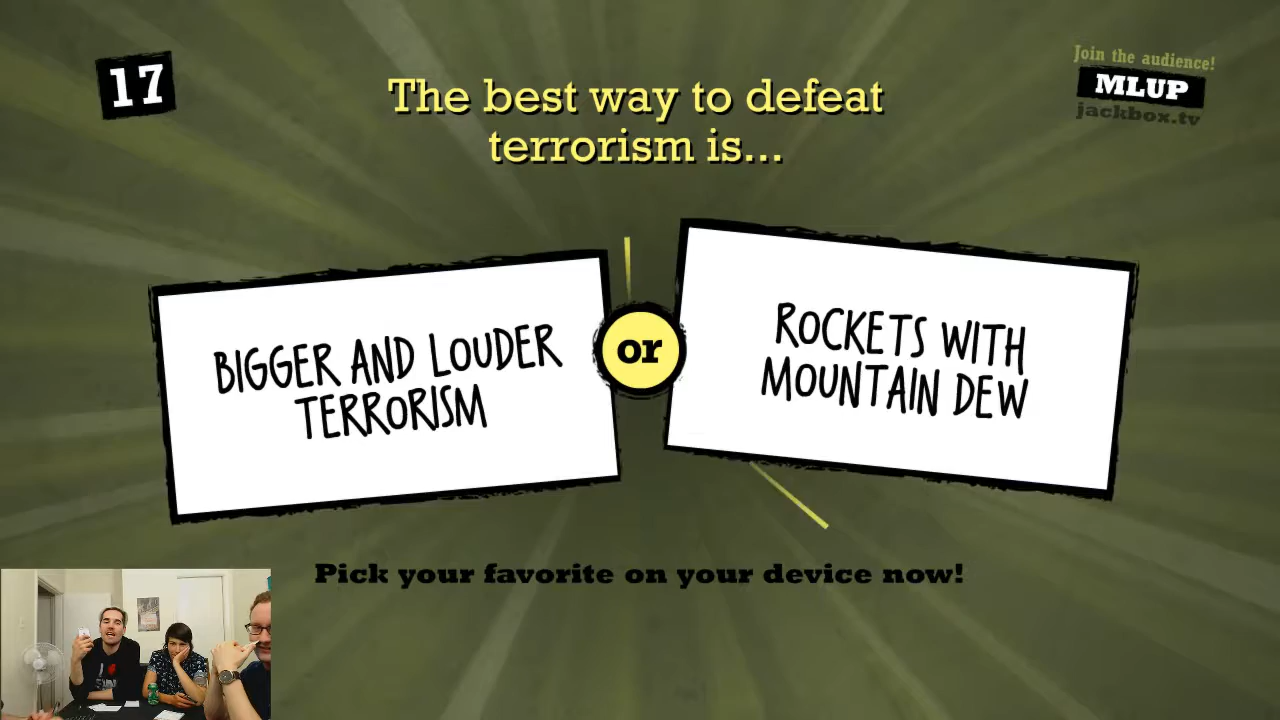 17
The best way to defeat
terrorism is...
Join the audience!
MLUP
jackbox.tv
BIGGER AND LOUDER
TERRORISM
or
ROCKETS WITH
MOUNTAIN DEW
Pick your favorite on your device now!